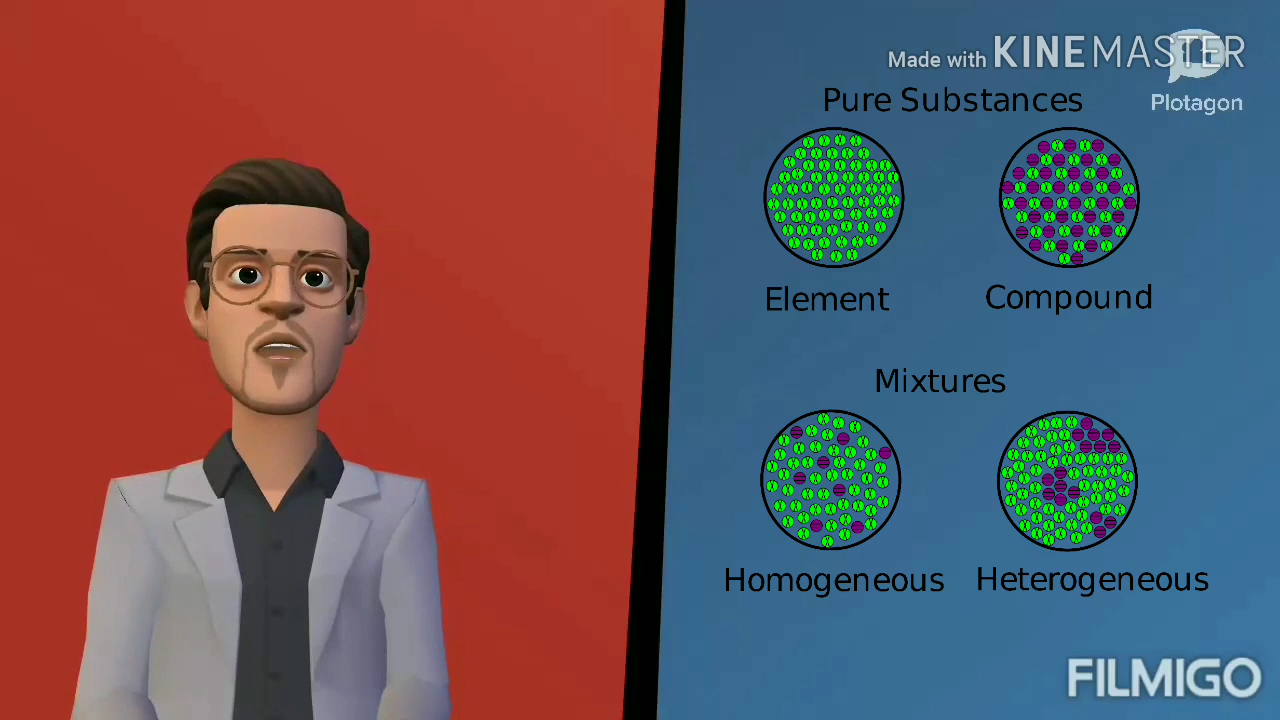 Made with KINEMASTER
Plotagon
Pure Substances
Element
Compound
Mixtures
Homogeneous
Heterogeneous
FILMIGO